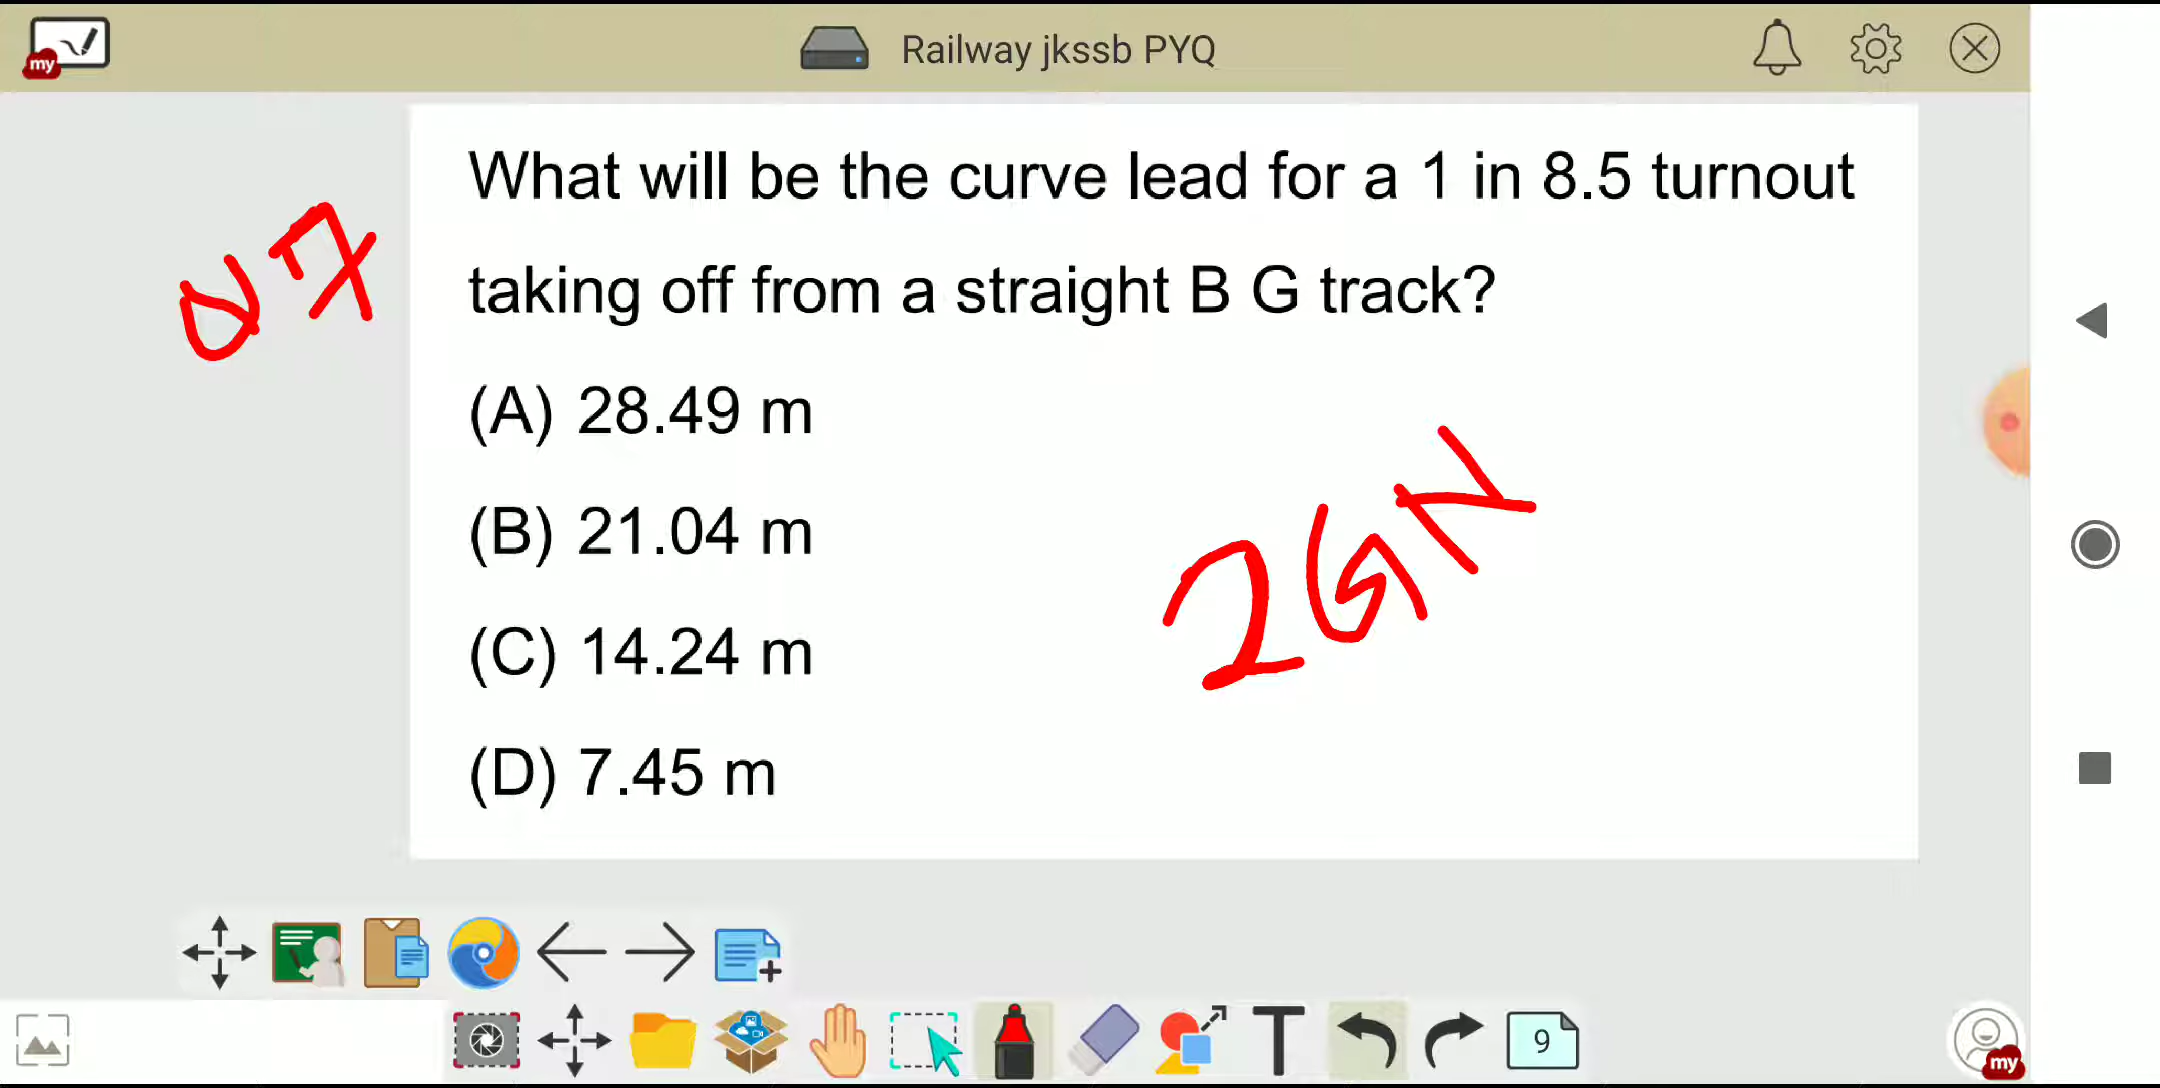 my
Railway jkssb PYQ
What will be the curve lead for a 1 in 8.5 turnout
taking off from a straight B G track?
(A) 28.49 m
(B) 21.04 m
(C) 14.24 m
(D) 7.45 m
2GN
T
9
my